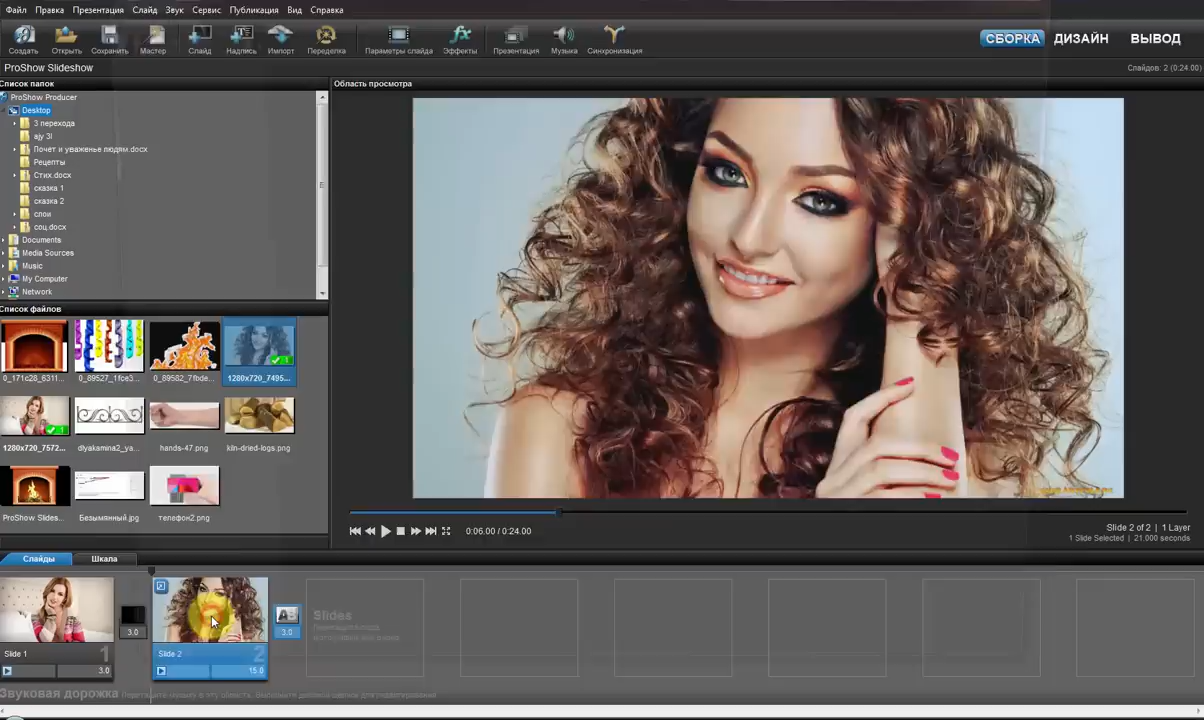 Файл Правка Презентация Слайд Звук Сервис Публикация Вид Справка
Создать Открыть Сохранить Мастер Слайд Надпись Импорт Переделка Параметры слайда Эффекты Презентация Музыка Синхронизация
СБОРКА ДИЗАЙН ВЫВОД
ProShow Slideshow
Слайдов: 2 (0:24.00)
Список папок
Область просмотра
ProShow Producer
Desktop
3 перехода
ajy 3l
Почет и уваженье людям.docx
Рецепты
Стих.docx
сказка 1
сказка 2
слои
соц.docx
Documents
Media Sources
Music
My Computer
Network
Список файлов
0_171c28_6311... 0_89527_1fce3... 0_89582_7fbde... 1280x720_7495...
1280x720_7572... dlyakamina2_ya... hands-47.png kiln-dried-logs.png
ProShow Slides... Безымянный.jpg телефон2.png
0:06.00 / 0:24.00
Slide 2 of 2 | 1 Layer
1 Slide Selected | 21,000 seconds
Слайды Шкала
Slides
3.0 3.0
Slide 1 1 Slide 2 2
3.0 15.0
Звуковая дорожка